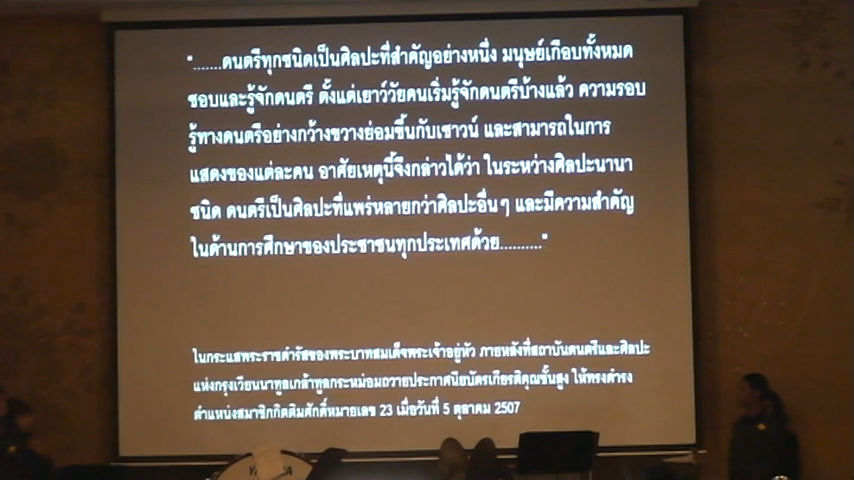 ".......ดนตรีทุกชนิดเป็นศิลปะที่สำคัญอย่างหนึ่ง มนุษย์เกือบทั้งหมด
ชอบและรู้จักดนตรี ตั้งแต่เยาว์วัยคนเริ่มรู้จักดนตรีบ้างแล้ว ความรอบ
รู้ทางดนตรีอย่างกว้างขวางย่อมขึ้นกับเชาวน์ และสามารถในการ
แสดงของแต่ละคน อาศัยเหตุนี้จึงกล่าวได้ว่า ในระหว่างศิลปะนานา
ชนิด ดนตรีเป็นศิลปะที่แพร่หลายกว่าศิลปะอื่นๆ และมีความสำคัญ
ในด้านการศึกษาของประชาชนทุกประเทศด้วย.........."
ในกระแสพระราชดำรัสของพระบาทสมเด็จพระเจ้าอยู่หัว ภายหลังที่สถาบันดนตรีและศิลปะ
แห่งกรุงเวียนนาทูลเกล้าทูลกระหม่อมถวายประกาศนียบัตรเกียรติคุณชั้นสูง ให้ทรงดำรง
ตำแหน่งสมาชิกกิตติมศักดิ์หมายเลข 23 เมื่อวันที่ 5 ตุลาคม 2507